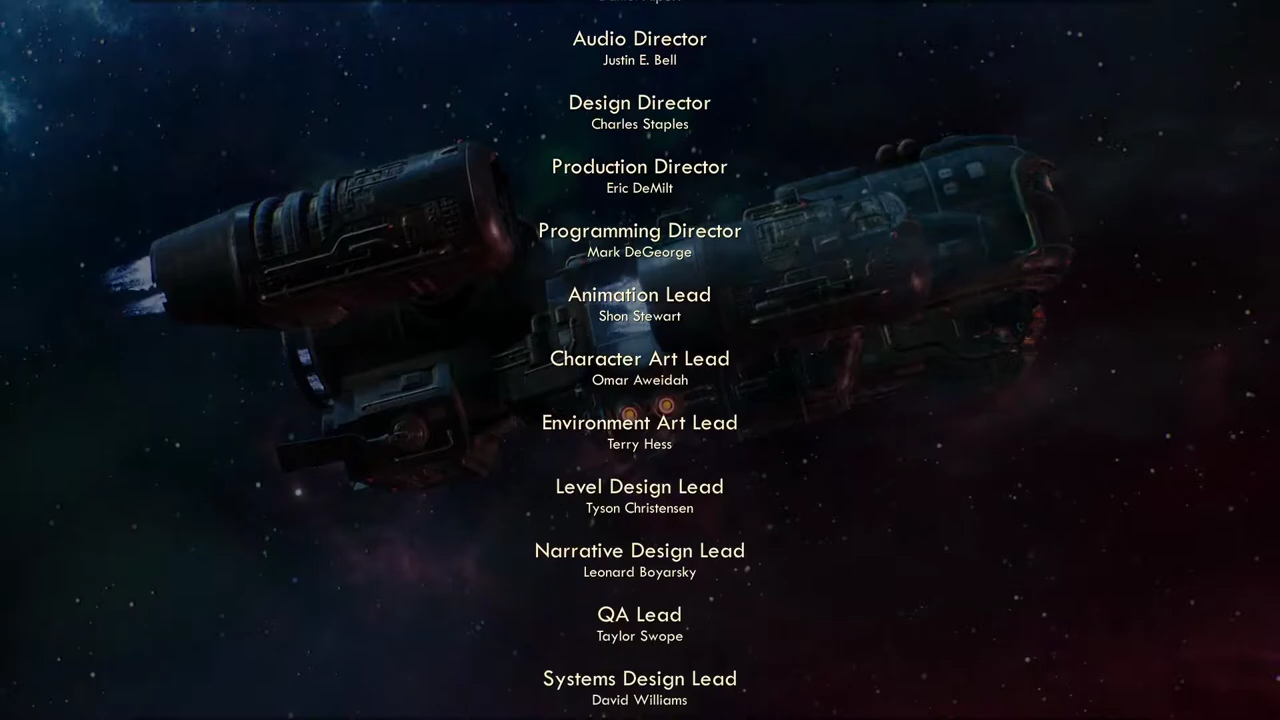 Audio Director
Justin E. Bell
Design Director
Charles Staples
Production Director
Eric DeMilt
Programming Director
Mark DeGeorge
Animation Lead
Shon Stewart
Character Art Lead
Omar Aweidah
Environment Art Lead
Terry Hess
Level Design Lead
Tyson Christensen
Narrative Design Lead
Leonard Boyarsky
QA Lead
Taylor Swope
Systems Design Lead
David Williams